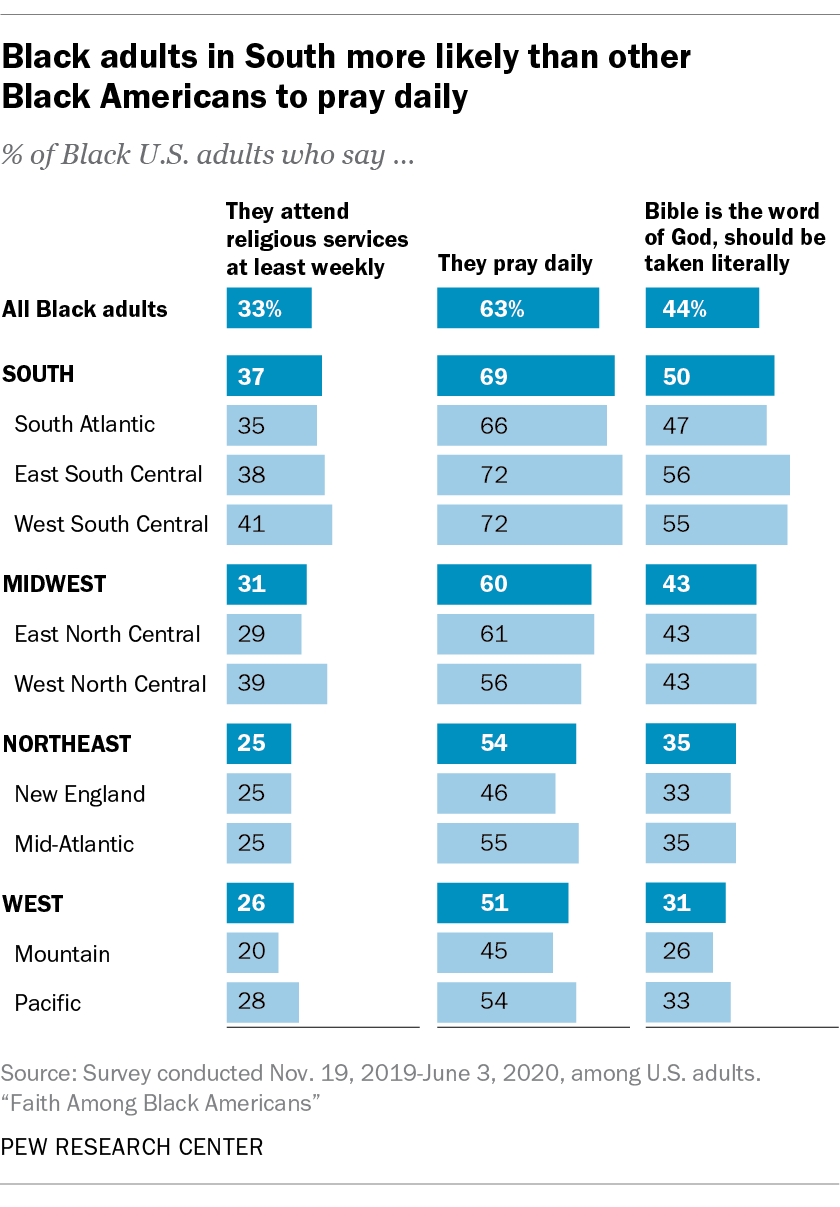 Black adults in South more likely than other
Black Americans to pray daily
% of Black U.S. adults who say ...
They attend
religious services
at least weekly
They pray daily
Bible is the word
of God, should be
taken literally
All Black adults 33% 63% 44%
SOUTH 37 69 50
South Atlantic 35 66 47
East South Central 38 72 56
West South Central 41 72 55
MIDWEST 31 60 43
East North Central 29 61 43
West North Central 39 56 43
NORTHEAST 25 54 35
New England 25 46 33
Mid-Atlantic 25 55 35
WEST 26 51 31
Mountain 20 45 26
Pacific 28 54 33
Source: Survey conducted Nov. 19, 2019-June 3, 2020, among U.S. adults.
“Faith Among Black Americans”
PEW RESEARCH CENTER